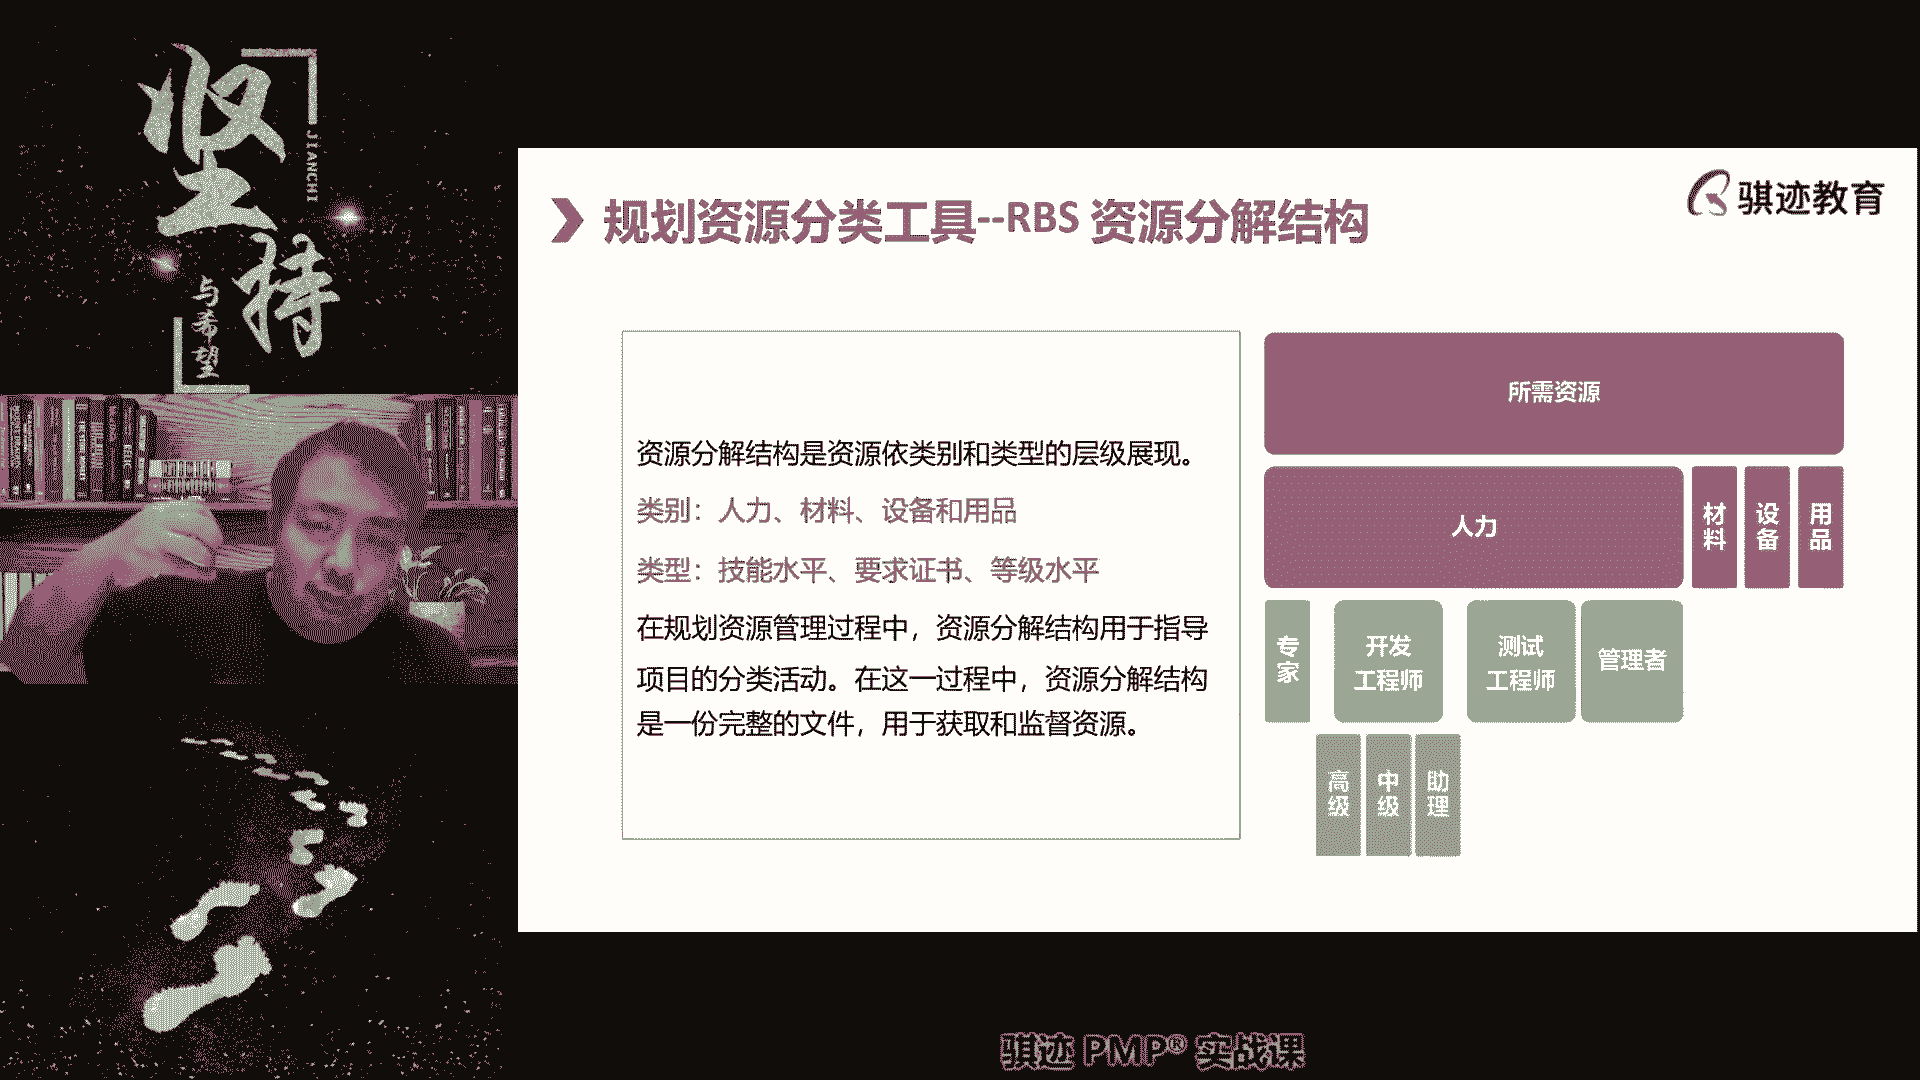 坚持
JIANCHI
与希望
骐迹教育
规划资源分类工具--RBS 资源分解结构
资源分解结构是资源依类别和类型的层级展现。
类别：人力、材料、设备和用品
类型：技能水平、要求证书、等级水平
在规划资源管理过程中，资源分解结构用于指导
项目的分类活动。在这一过程中，资源分解结构
是一份完整的文件，用于获取和监督资源。
所需资源
人力
材料
设备
用品
专家
开发
工程师
测试
工程师
管理者
高级
中级
助理
骐迹 PMP® 实战课